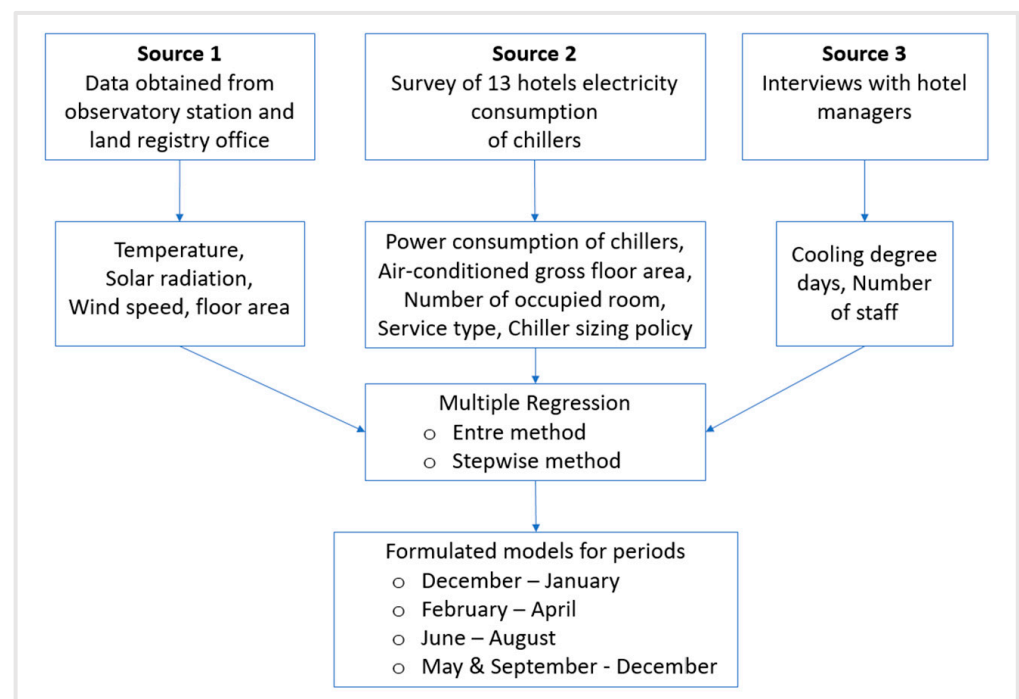 Source 1
Data obtained from
observatory station and
land registry office
Source 2
Survey of 13 hotels electricity
consumption
of chillers
Source 3
Interviews with hotel
managers
Temperature,
Solar radiation,
Wind speed, floor area
Power consumption of chillers,
Air-conditioned gross floor area,
Number of occupied room,
Service type, Chiller sizing policy
Cooling degree
days, Number
of staff
Multiple Regression
o Entre method
o Stepwise method
Formulated models for periods
o December – January
o February – April
o June – August
o May & September - December